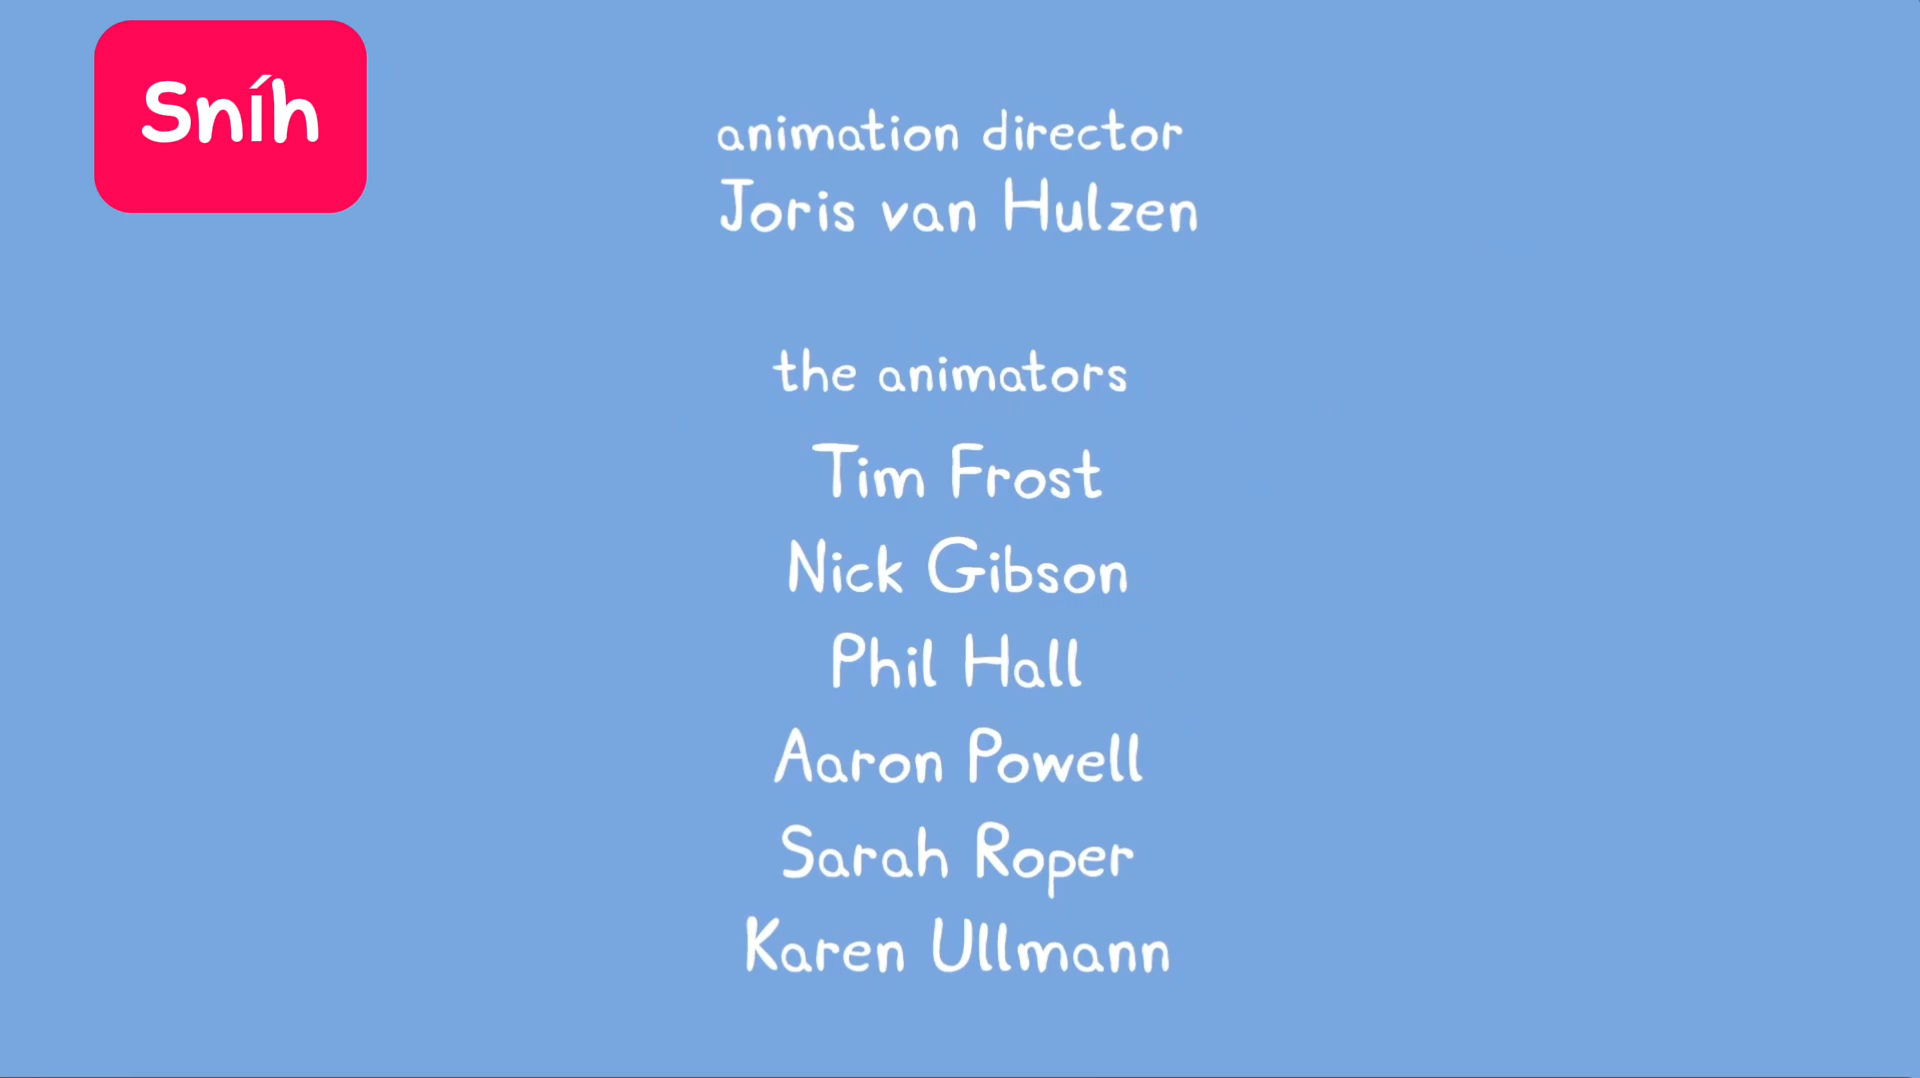 Sníh
animation director
Joris van Hulzen
the animators
Tim Frost
Nick Gibson
Phil Hall
Aaron Powell
Sarah Roper
Karen Ullmann